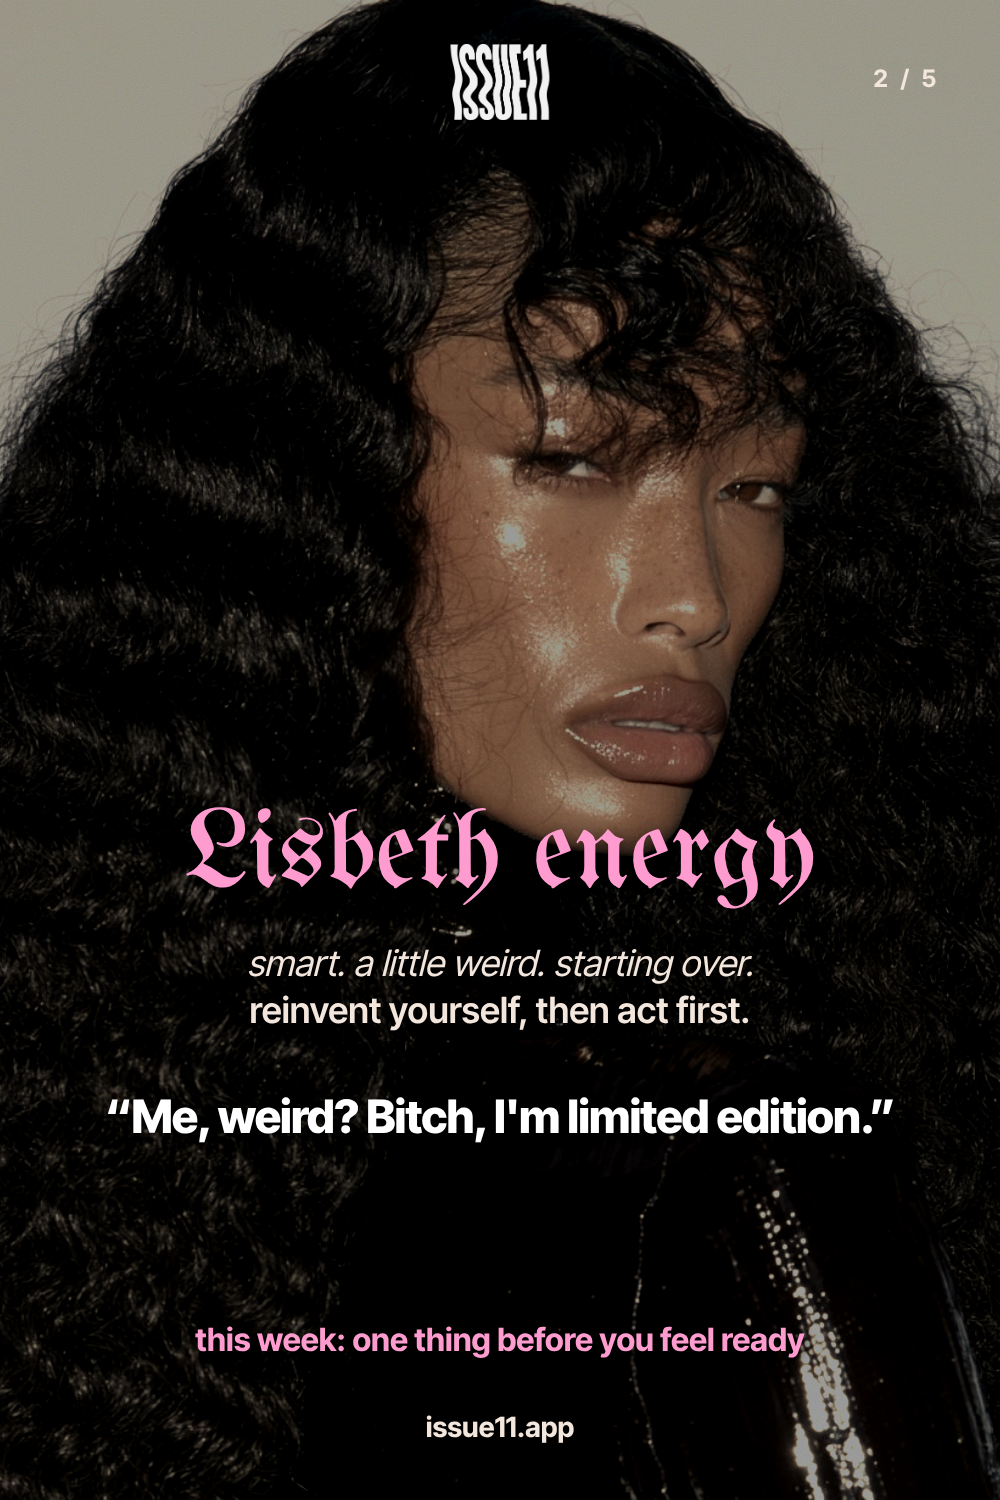 ISSUE11
2 / 5
Lisbeth energy
smart. a little weird. starting over.
reinvent yourself, then act first.
“Me, weird? Bitch, I'm limited edition.”
this week: one thing before you feel ready
issue11.app